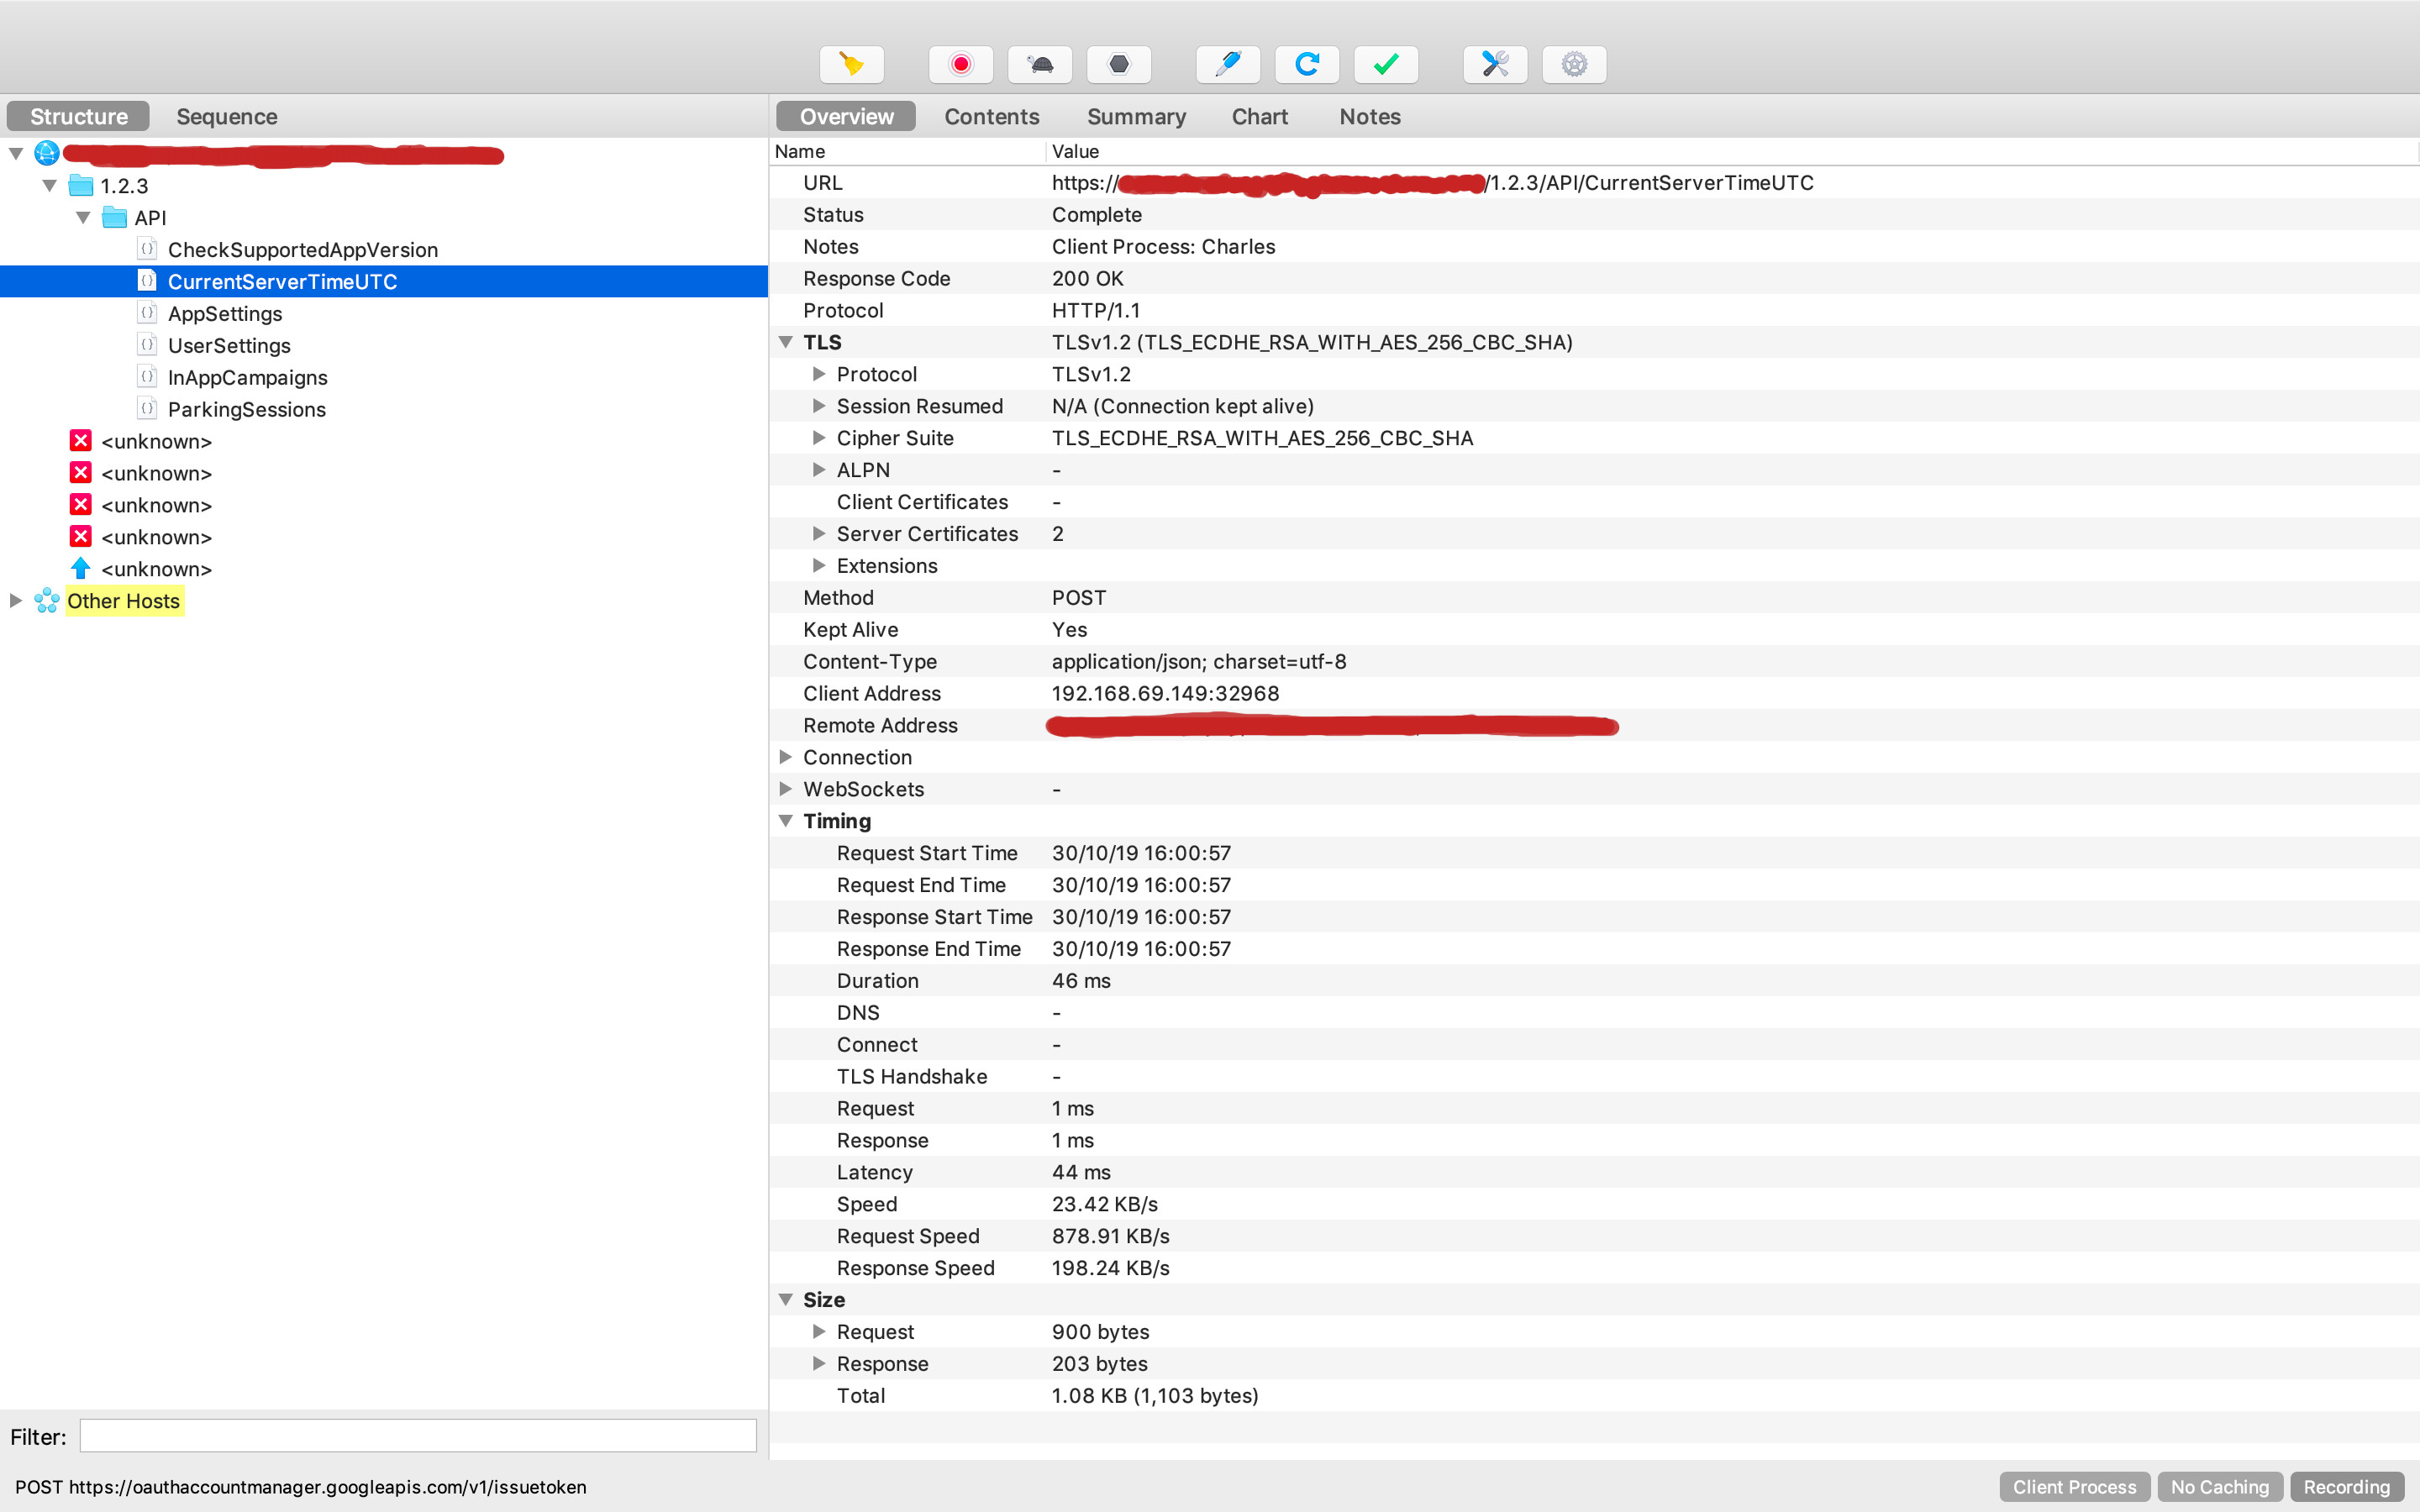 Structure Sequence
Overview Contents Summary Chart Notes
1.2.3
API
CheckSupportedAppVersion
CurrentServerTimeUTC
AppSettings
UserSettings
InAppCampaigns
ParkingSessions
<unknown>
<unknown>
<unknown>
<unknown>
<unknown>
Other Hosts
Filter:
Name Value
URL https:// /1.2.3/API/CurrentServerTimeUTC
Status Complete
Notes Client Process: Charles
Response Code 200 OK
Protocol HTTP/1.1
TLS TLSv1.2 (TLS_ECDHE_RSA_WITH_AES_256_CBC_SHA)
Protocol TLSv1.2
Session Resumed N/A (Connection kept alive)
Cipher Suite TLS_ECDHE_RSA_WITH_AES_256_CBC_SHA
ALPN -
Client Certificates -
Server Certificates 2
Extensions
Method POST
Kept Alive Yes
Content-Type application/json; charset=utf-8
Client Address 192.168.69.149:32968
Remote Address
Connection
WebSockets -
Timing
Request Start Time 30/10/19 16:00:57
Request End Time 30/10/19 16:00:57
Response Start Time 30/10/19 16:00:57
Response End Time 30/10/19 16:00:57
Duration 46 ms
DNS -
Connect -
TLS Handshake -
Request 1 ms
Response 1 ms
Latency 44 ms
Speed 23.42 KB/s
Request Speed 878.91 KB/s
Response Speed 198.24 KB/s
Size
Request 900 bytes
Response 203 bytes
Total 1.08 KB (1,103 bytes)
POST https://oauthaccountmanager.googleapis.com/v1/issuetoken
Client Process No Caching Recording